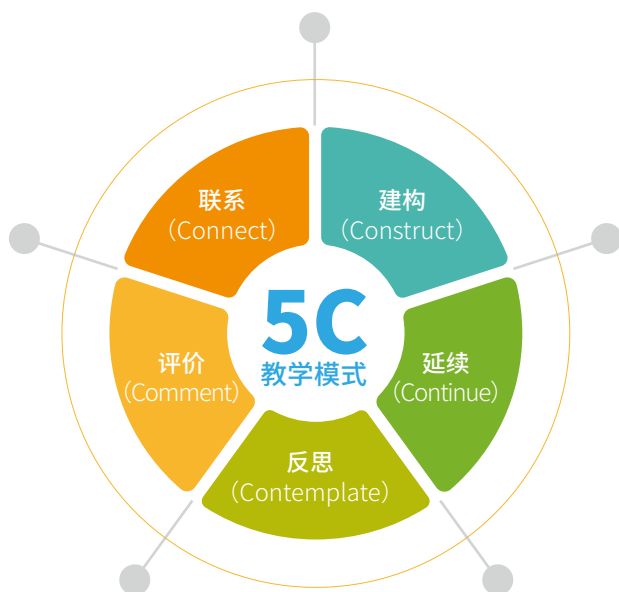 联系
（Connect）
建构
（Construct）
5C
教学模式
评价
（Comment）
延续
（Continue）
反思
（Contemplate）